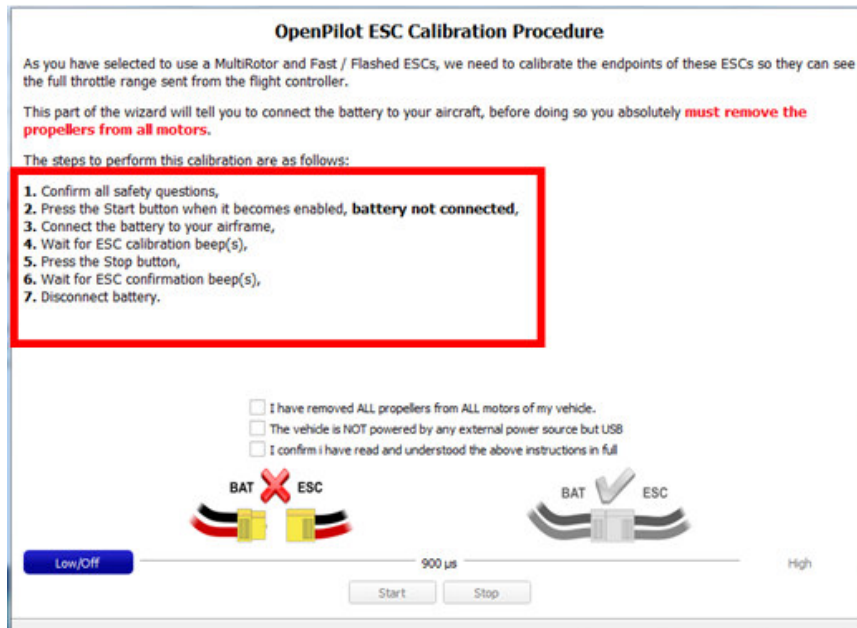 OpenPilot ESC Calibration Procedure
As you have selected to use a MultiRotor and Fast / Flashed ESCs, we need to calibrate the endpoints of these ESCs so they can see
the full throttle range sent from the flight controller.
This part of the wizard will tell you to connect the battery to your aircraft, before doing so you absolutely must remove the
propellers from all motors.
The steps to perform this calibration are as follows:
1. Confirm all safety questions,
2. Press the Start button when it becomes enabled, battery not connected,
3. Connect the battery to your airframe,
4. Wait for ESC calibration beep(s),
5. Press the Stop button,
6. Wait for ESC confirmation beep(s),
7. Disconnect battery.
I have removed ALL propellers from ALL motors of my vehicle.
The vehicle is NOT powered by any external power source but USB
I confirm i have read and understood the above instructions in full
BAT ESC BAT ESC
Low/Off 900 µs High
Start Stop